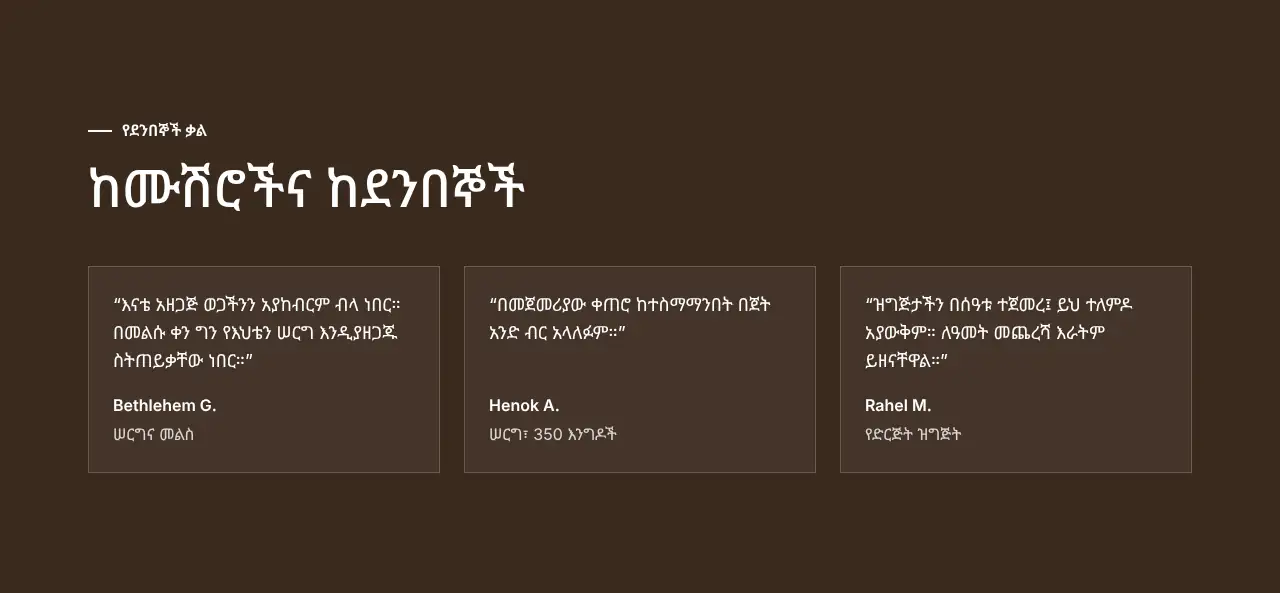 የደንበኞች ቃል
ከሙሽሮችና ከደንበኞች
“እናቴ አዘጋጅ ወጋችንን አያከብርም ብላ ነበር።
በመልሱ ቀን ግን የእህቴን ሠርግ እንዲያዘጋጁ
ስትጠይቃቸው ነበር።”
Bethlehem G.
ሠርግና መልስ
“በመጀመሪያው ቀጠሮ ከተስማማንበት በጀት
አንድ ብር አላለፉም።”
Henok A.
ሠርግ፣ 350 እንግዶች
“ዝግጅታችን በሰዓቱ ተጀመረ፤ ይህ ተለምዶ
አያውቅም። ለዓመት መጨረሻ እራትም
ይዘናቸዋል።”
Rahel M.
የድርጅት ዝግጅት